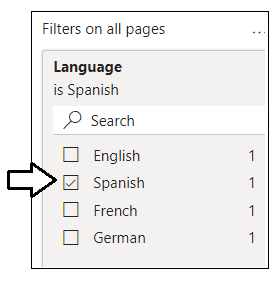 Filters on all pages ...
Language
is Spanish
Search
English 1
Spanish 1
French 1
German 1